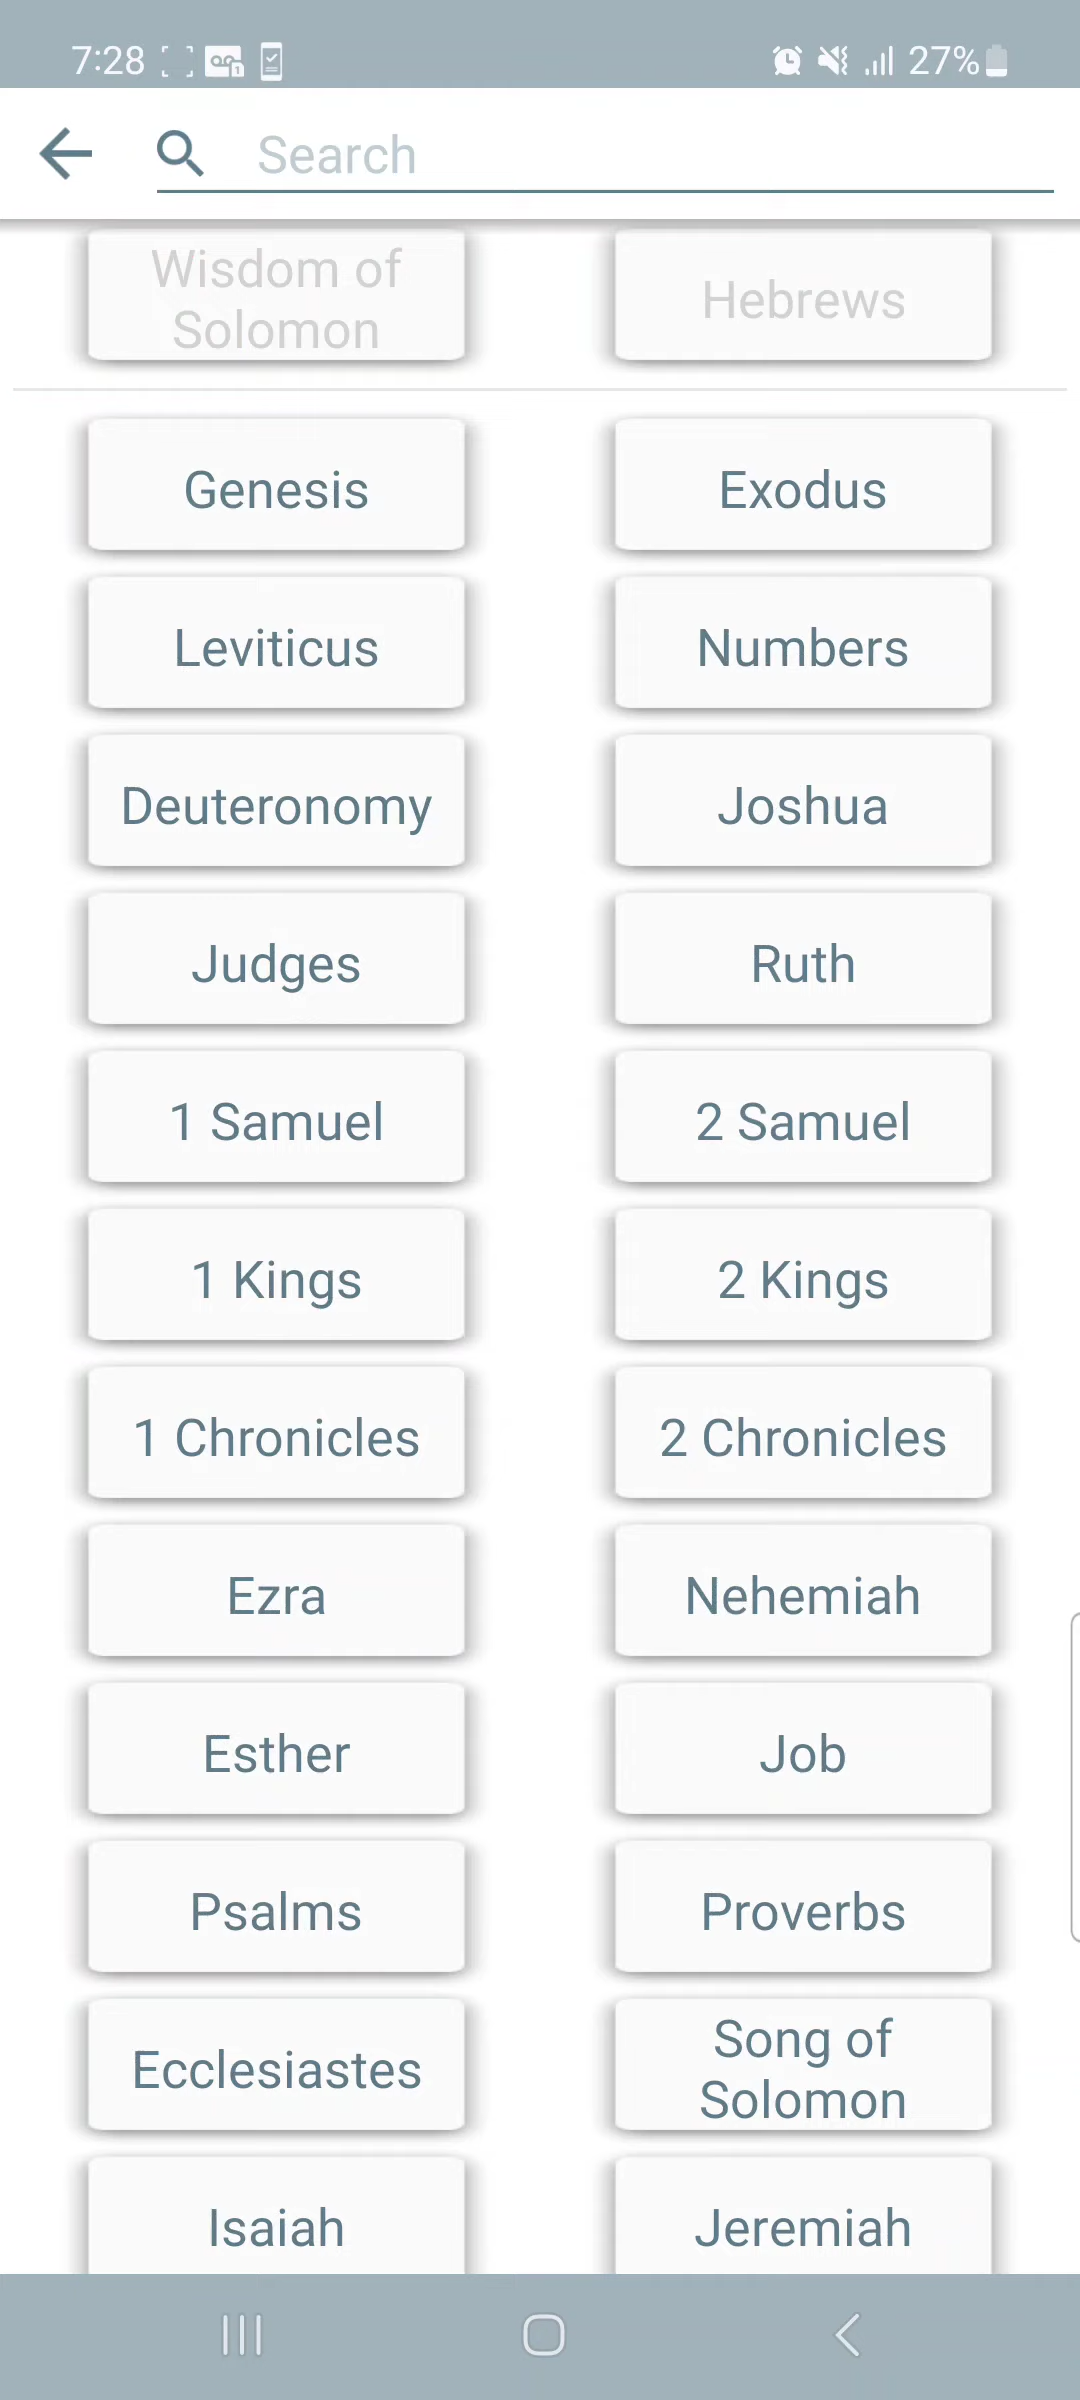 7:28
27%
Search
Wisdom of
Solomon
Hebrews
Genesis
Exodus
Leviticus
Numbers
Deuteronomy
Joshua
Judges
Ruth
1 Samuel
2 Samuel
1 Kings
2 Kings
1 Chronicles
2 Chronicles
Ezra
Nehemiah
Esther
Job
Psalms
Proverbs
Ecclesiastes
Song of
Solomon
Isaiah
Jeremiah